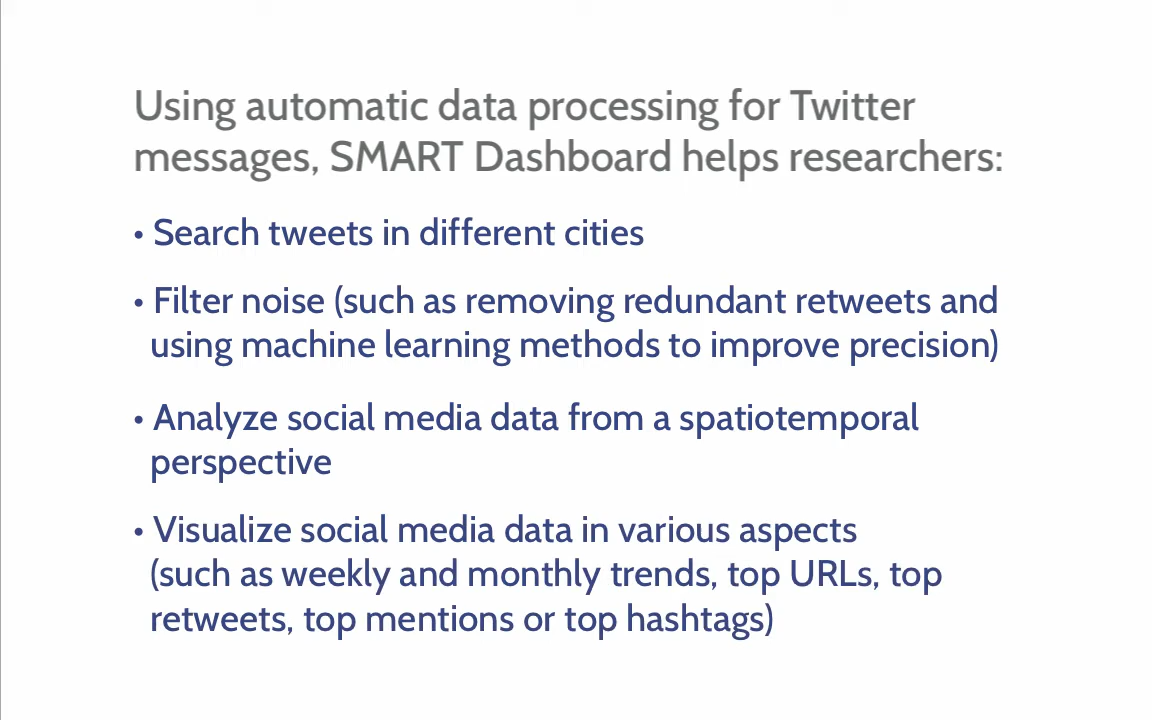 Using automatic data processing for Twitter
messages, SMART Dashboard helps researchers:
• Search tweets in different cities
• Filter noise (such as removing redundant retweets and
using machine learning methods to improve precision)
• Analyze social media data from a spatiotemporal
perspective
• Visualize social media data in various aspects
(such as weekly and monthly trends, top URLs, top
retweets, top mentions or top hashtags)